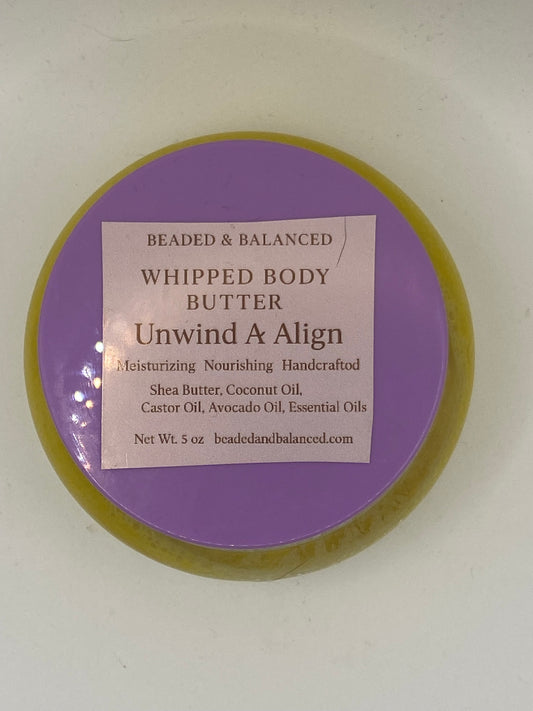 BEADED & BALANCED
WHIPPED BODY
BUTTER
Unwind A Align
Meisturizing Nourishing Handcraftod
Shea Butter, Coconut Oil,
Castor Oil, Avocado Oil, Essential Oils
Net Wt. 5 oz beadedandbalanced.com